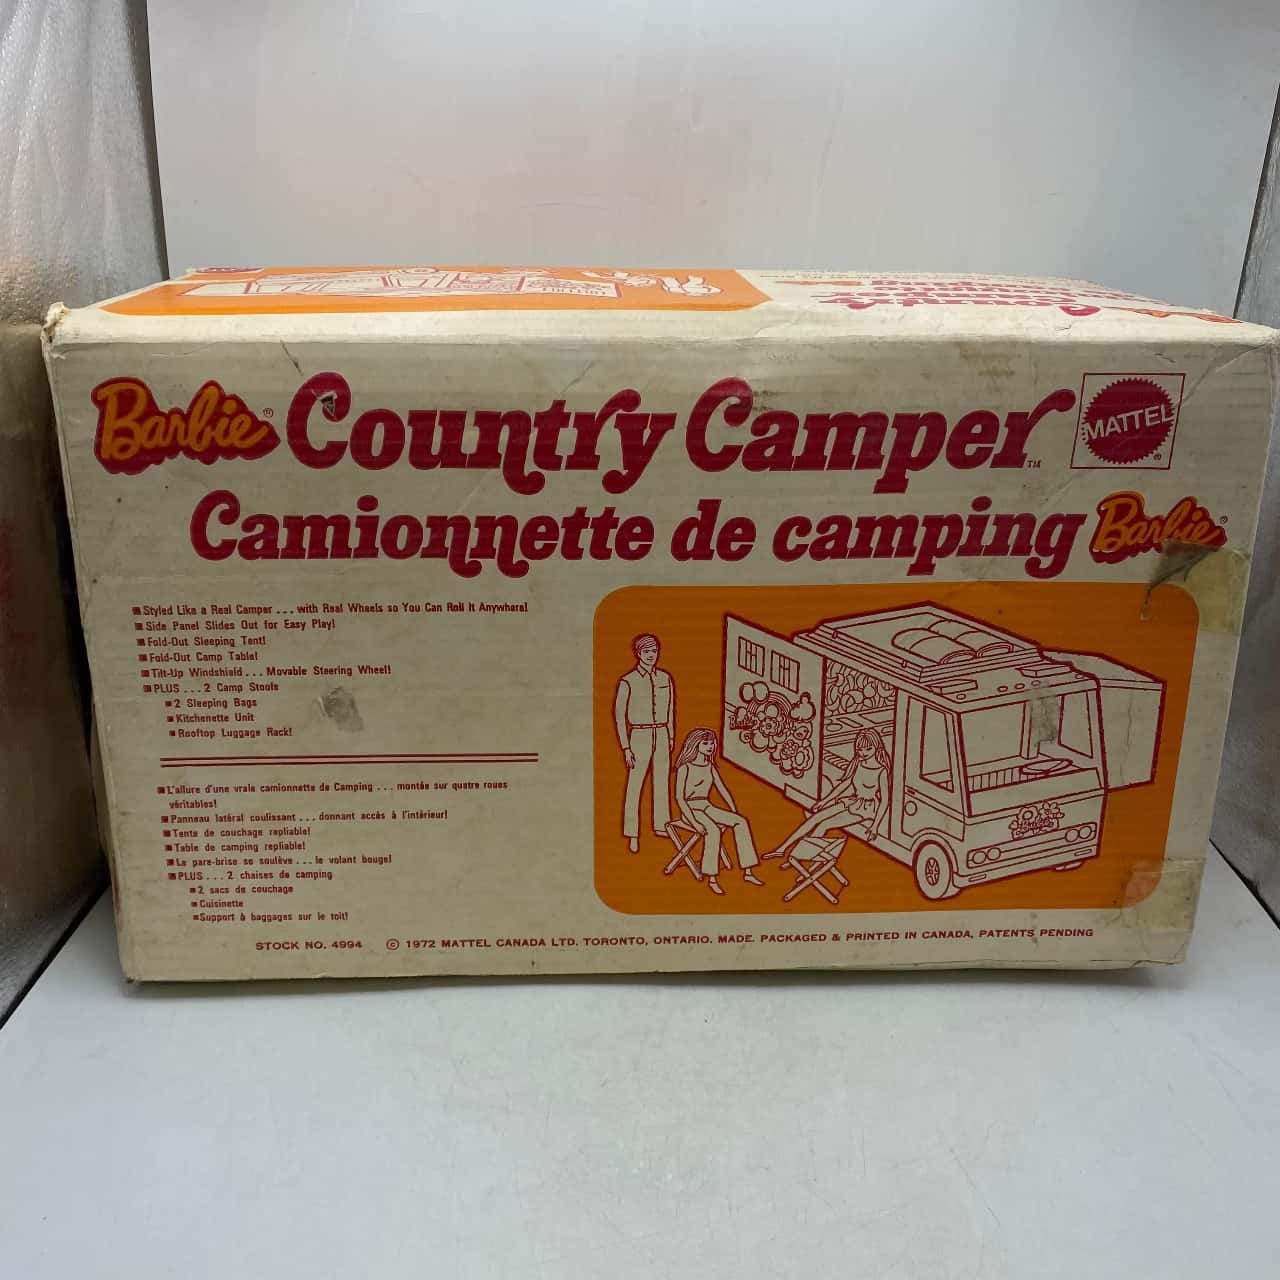 Barbie® Country Camper™
MATTEL®
Camionnette de camping Barbie®
Styled Like a Real Camper ... with Real Wheels so You Can Roll It Anywhere!
Side Panel Slides Out for Easy Play!
Fold-Out Sleeping Tent!
Fold-Out Camp Table!
Tilt-Up Windshield ... Movable Steering Wheel!
PLUS ... 2 Camp Stools
2 Sleeping Bags
Kitchenette Unit
Rooftop Luggage Rack!
L'allure d'une vraie camionnette de Camping ... montée sur quatre roues
véritables!
Panneau latéral coulissant ... donnant accès à l'intérieur!
Tente de couchage repliable!
Table de camping repliable!
Le pare-brise se soulève ... le volant bouge!
PLUS ... 2 chaises de camping
2 sacs de couchage
Cuisinette
Support à baggages sur le toit!
Barbie
Barbie
STOCK NO. 4994 © 1972 MATTEL CANADA LTD. TORONTO, ONTARIO. MADE. PACKAGED & PRINTED IN CANADA, PATENTS PENDING